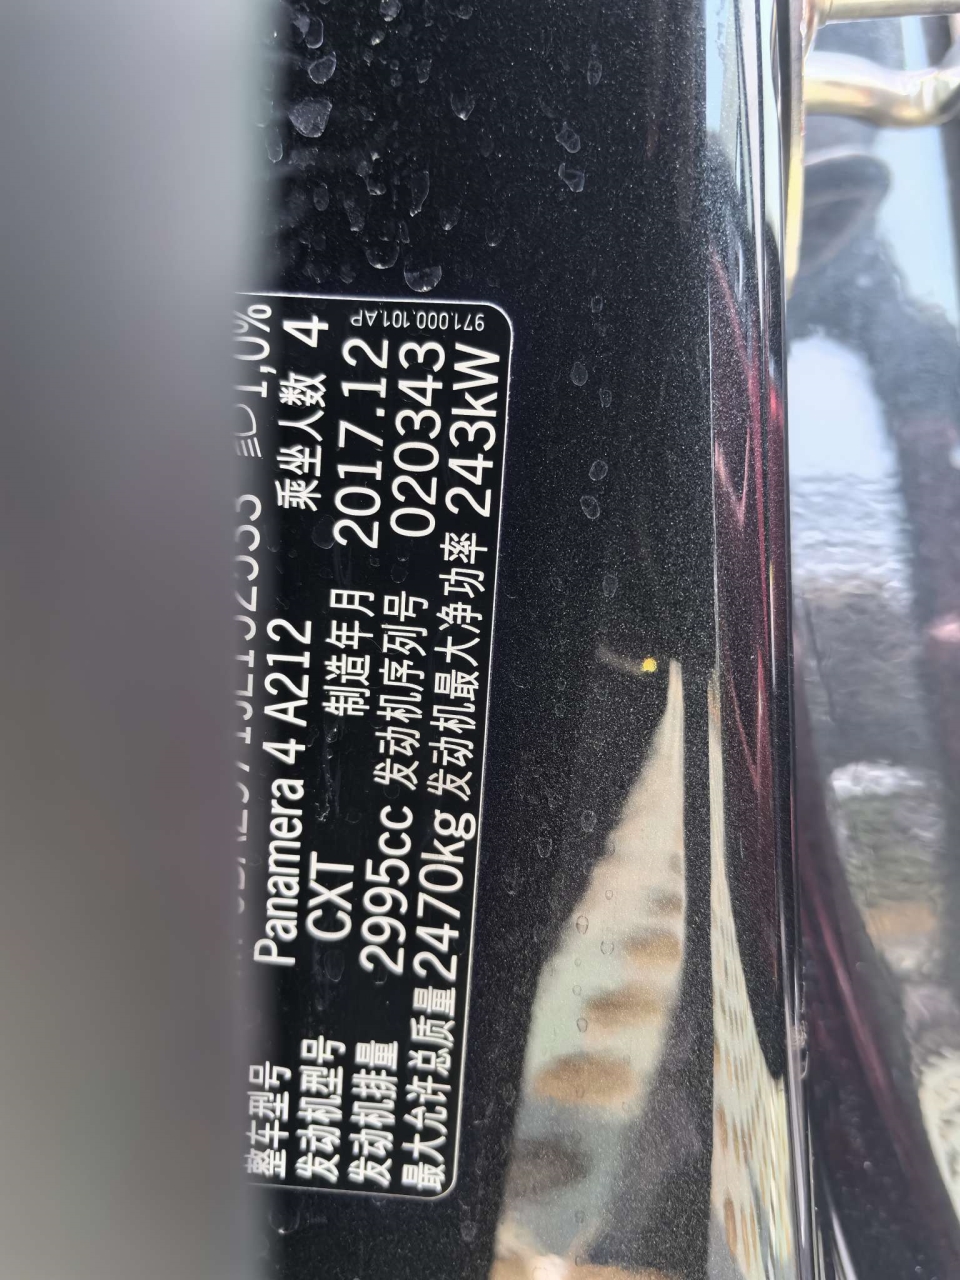 1,0%
整车型号 Panamera 4 A212 乘坐人数 4
发动机型号 CXT 制造年月 2017.12
发动机排量 2995cc 发动机序列号 020343
最大允许总质量 2470kg 发动机最大净功率 243kW
971.000.101.AP